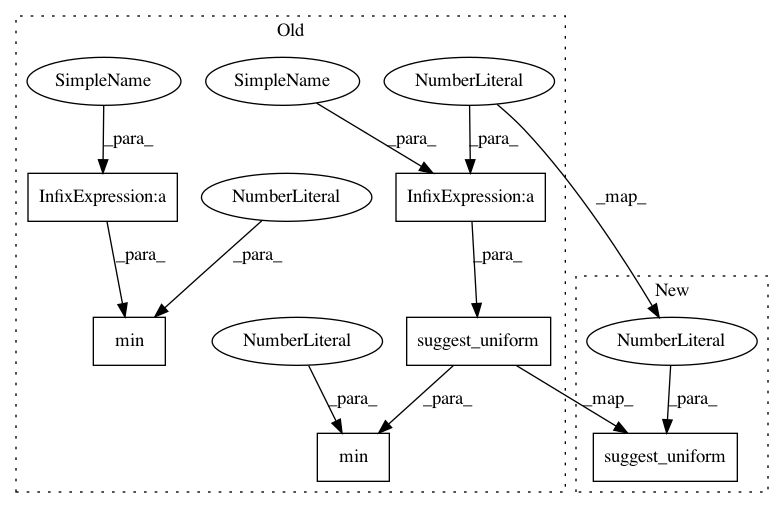 Old
SimpleName
SimpleName
NumberLiteral
_para_
_para_
_para_
InfixExpression:a
NumberLiteral
InfixExpression:a
_map_
_para_
_para_
_para_
New
min
NumberLiteral
suggest_uniform
NumberLiteral
_para_
_para_
_map_
_para_
min
suggest_uniform